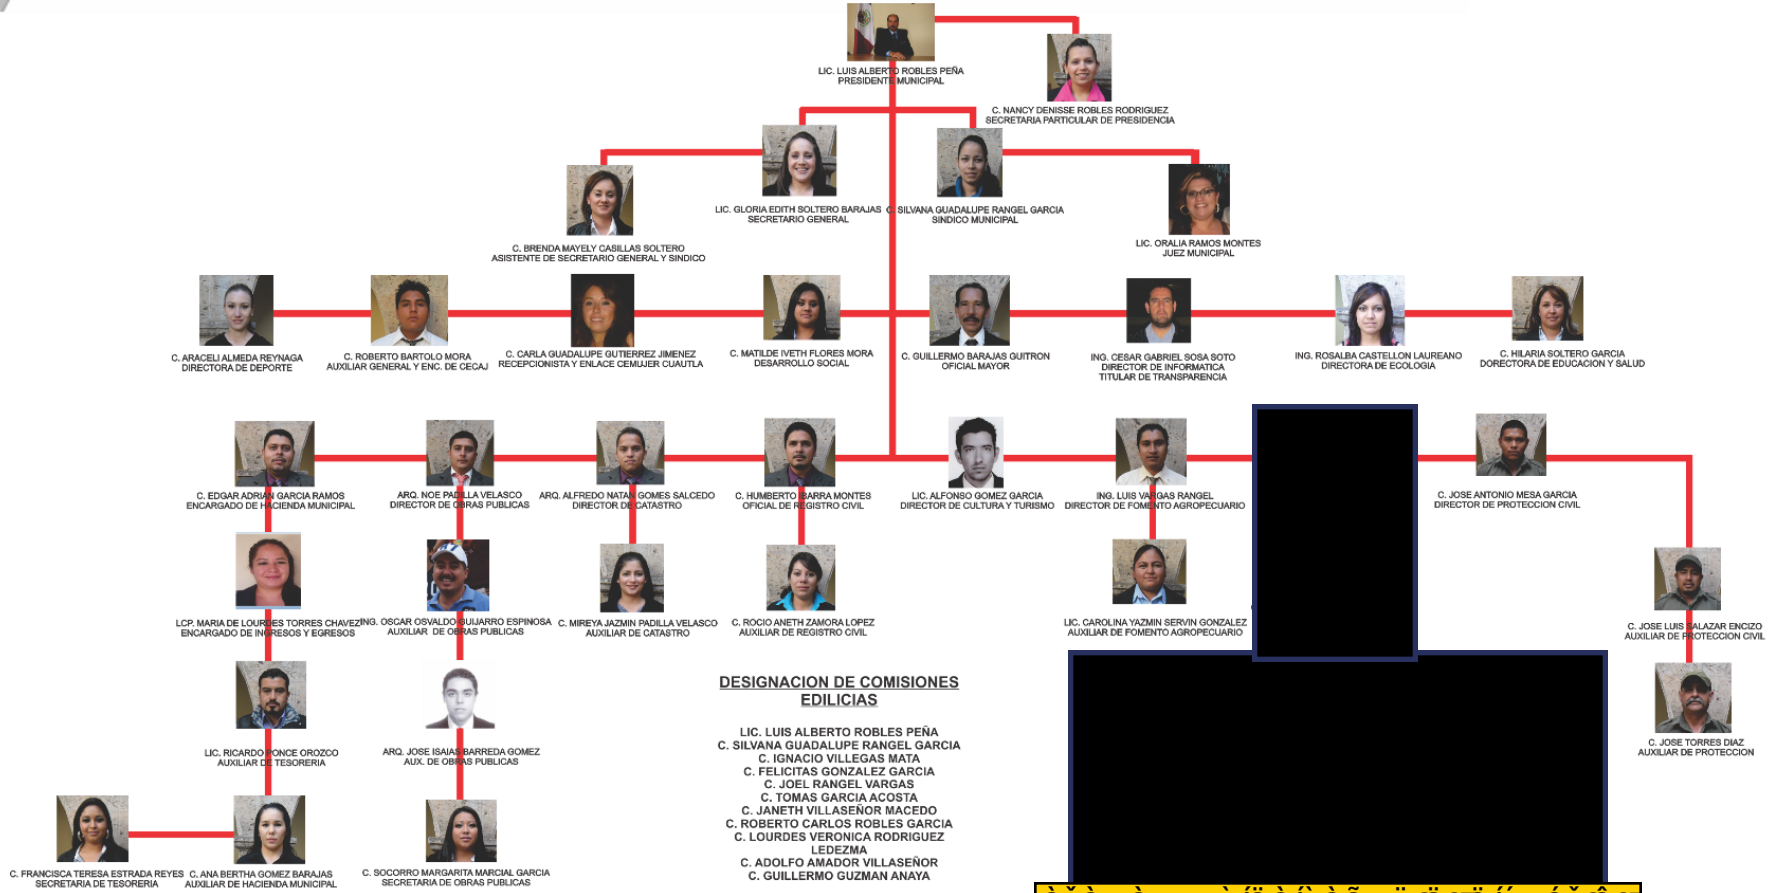 LIC. LUIS ALBERTO ROBLES PEÑA
PRESIDENTE MUNICIPAL
C. NANCY DENISSE ROBLES RODRIGUEZ
SECRETARIA PARTICULAR DE PRESIDENCIA
LIC. GLORIA EDITH SOLTERO BARAJAS
SECRETARIO GENERAL
C. SILVANA GUADALUPE RANGEL GARCIA
SINDICO MUNICIPAL
C. BRENDA MAYELY CASILLAS SOLTERO
ASISTENTE DE SECRETARIO GENERAL Y SINDICO
LIC. ORALIA RAMOS MONTES
JUEZ MUNICIPAL
C. ARACELI ALMEDA REYNAGA
DIRECTORA DE DEPORTE
C. ROBERTO BARTOLO MORA
AUXILIAR GENERAL Y ENC. DE CECAJ
C. CARLA GUADALUPE GUTIERREZ JIMENEZ
RECEPCIONISTA Y ENLACE CEMUJER CUAUTLA
C. MATILDE IVETH FLORES MORA
DESARROLLO SOCIAL
C. GUILLERMO BARAJAS GUITRON
OFICIAL MAYOR
ING. CESAR GABRIEL SOSA SOTO
DIRECTOR DE INFORMATICA
TITULAR DE TRANSPARENCIA
ING. ROSALBA CASTELLON LAUREANO
DIRECTORA DE ECOLOGIA
C. HILARIA SOLTERO GARCIA
DORECTORA DE EDUCACION Y SALUD
C. EDGAR ADRIAN GARCIA RAMOS
ENCARGADO DE HACIENDA MUNICIPAL
ARQ. NOE PADILLA VELASCO
DIRECTOR DE OBRAS PUBLICAS
ARQ. ALFREDO NATAN GOMES SALCEDO
DIRECTOR DE CATASTRO
C. HUMBERTO IBARRA MONTES
OFICIAL DE REGISTRO CIVIL
LIC. ALFONSO GOMEZ GARCIA
DIRECTOR DE CULTURA Y TURISMO
ING. LUIS VARGAS RANGEL
DIRECTOR DE FOMENTO AGROPECUARIO
C. JOSE ANTONIO MESA GARCIA
DIRECTOR DE PROTECCION CIVIL
LCP. MARIA DE LOURDES TORRES CHAVEZ
ENCARGADO DE INGRESOS Y EGRESOS
ING. OSCAR OSVALDO GUIJARRO ESPINOSA
AUXILIAR DE OBRAS PUBLICAS
C. MIREYA JAZMIN PADILLA VELASCO
AUXILIAR DE CATASTRO
C. ROCIO ANETH ZAMORA LOPEZ
AUXILIAR DE REGISTRO CIVIL
LIC. CAROLINA YAZMIN SERVIN GONZALEZ
AUXILIAR DE FOMENTO AGROPECUARIO
C. JOSE LUIS SALAZAR ENCIZO
AUXILIAR DE PROTECCION CIVIL
LIC. RICARDO PONCE OROZCO
AUXILIAR DE TESORERIA
ARQ. JOSE ISAIAS BARREDA GOMEZ
AUX. DE OBRAS PUBLICAS
C. JOSE TORRES DIAZ
AUXILIAR DE PROTECCION
C. FRANCISCA TERESA ESTRADA REYES
SECRETARIA DE TESORERIA
C. ANA BERTHA GOMEZ BARAJAS
AUXILIAR DE HACIENDA MUNICIPAL
C. SOCORRO MARGARITA MARCIAL GARCIA
SECRETARIA DE OBRAS PUBLICAS
DESIGNACION DE COMISIONES
EDILICIAS
LIC. LUIS ALBERTO ROBLES PEÑA
C. SILVANA GUADALUPE RANGEL GARCIA
C. IGNACIO VILLEGAS MATA
C. FELICITAS GONZALEZ GARCIA
C. JOEL RANGEL VARGAS
C. TOMAS GARCIA ACOSTA
C. JANETH VILLASEÑOR MACEDO
C. ROBERTO CARLOS ROBLES GARCIA
C. LOURDES VERONICA RODRIGUEZ
LEDEZMA
C. ADOLFO AMADOR VILLASEÑOR
C. GUILLERMO GUZMAN ANAYA